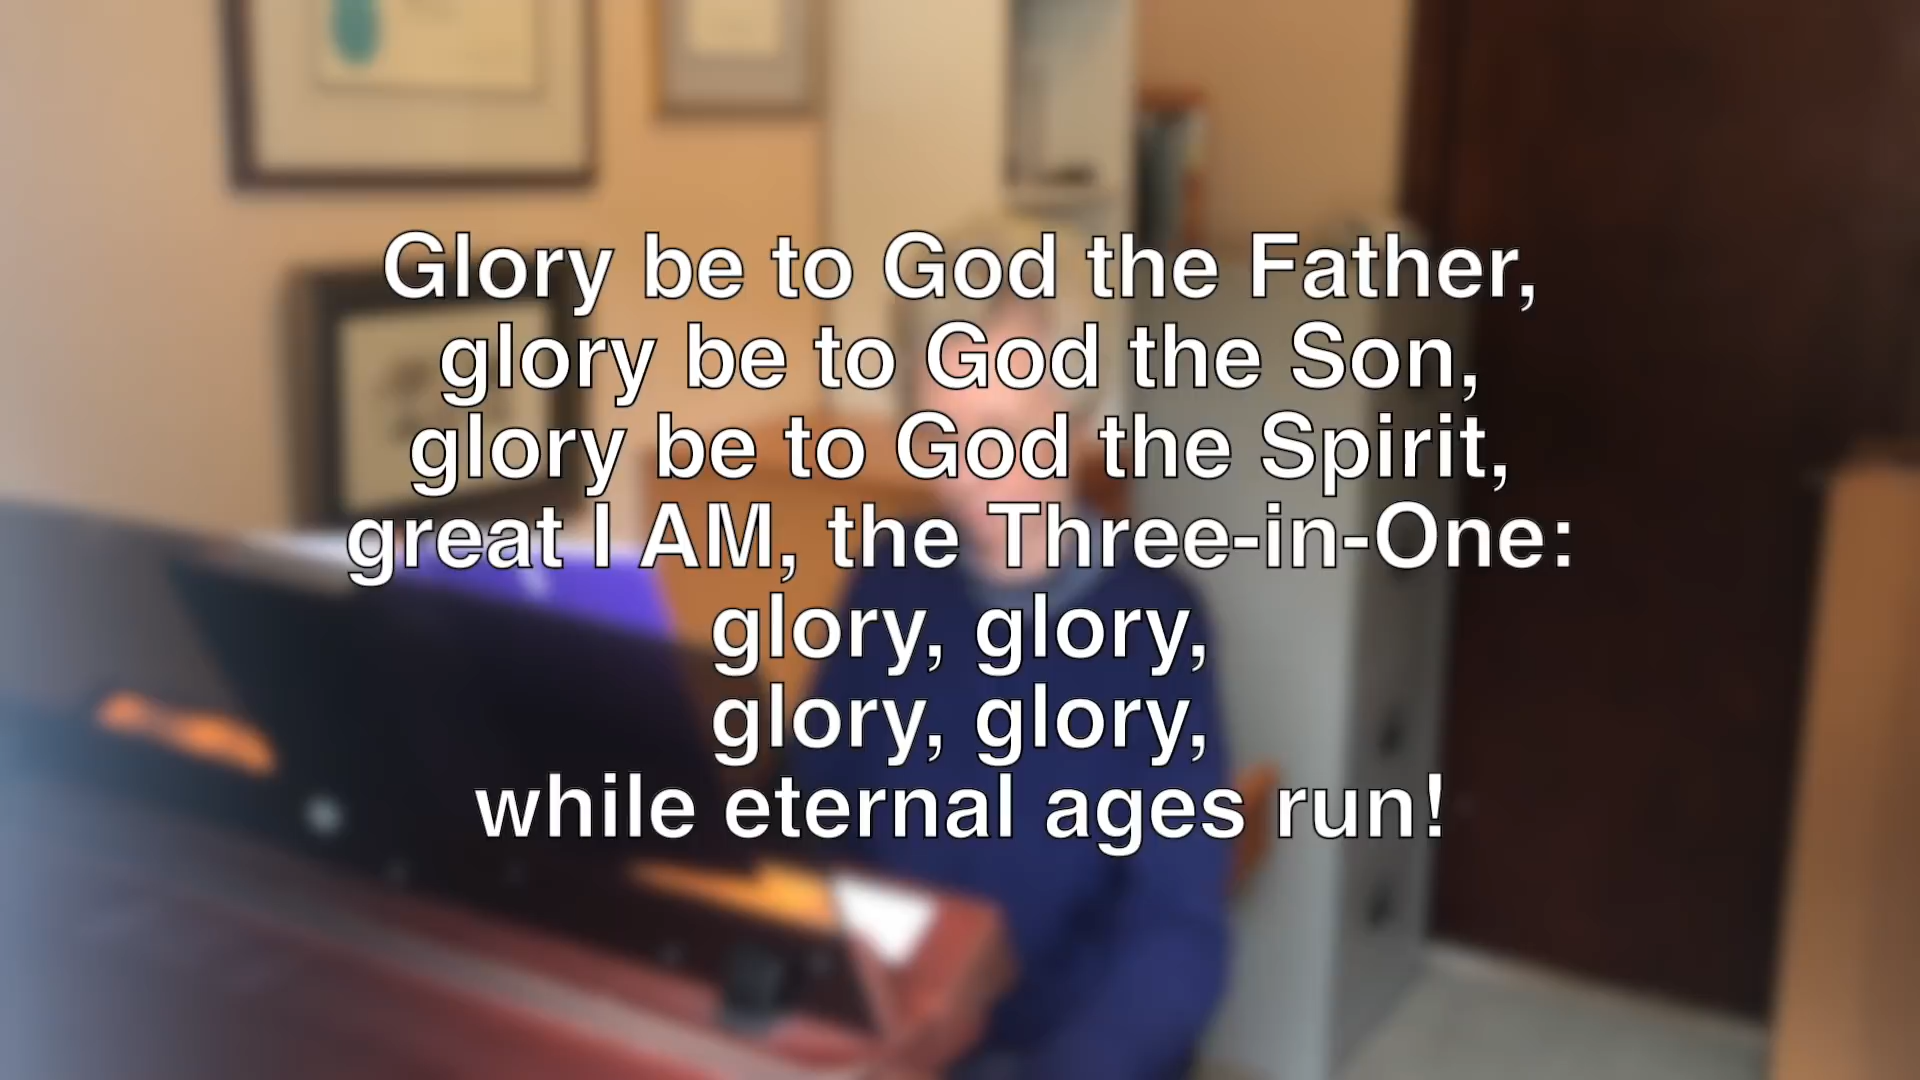 Glory be to God the Father,
glory be to God the Son,
glory be to God the Spirit,
great I AM, the Three-in-One:
glory, glory,
glory, glory,
while eternal ages run!